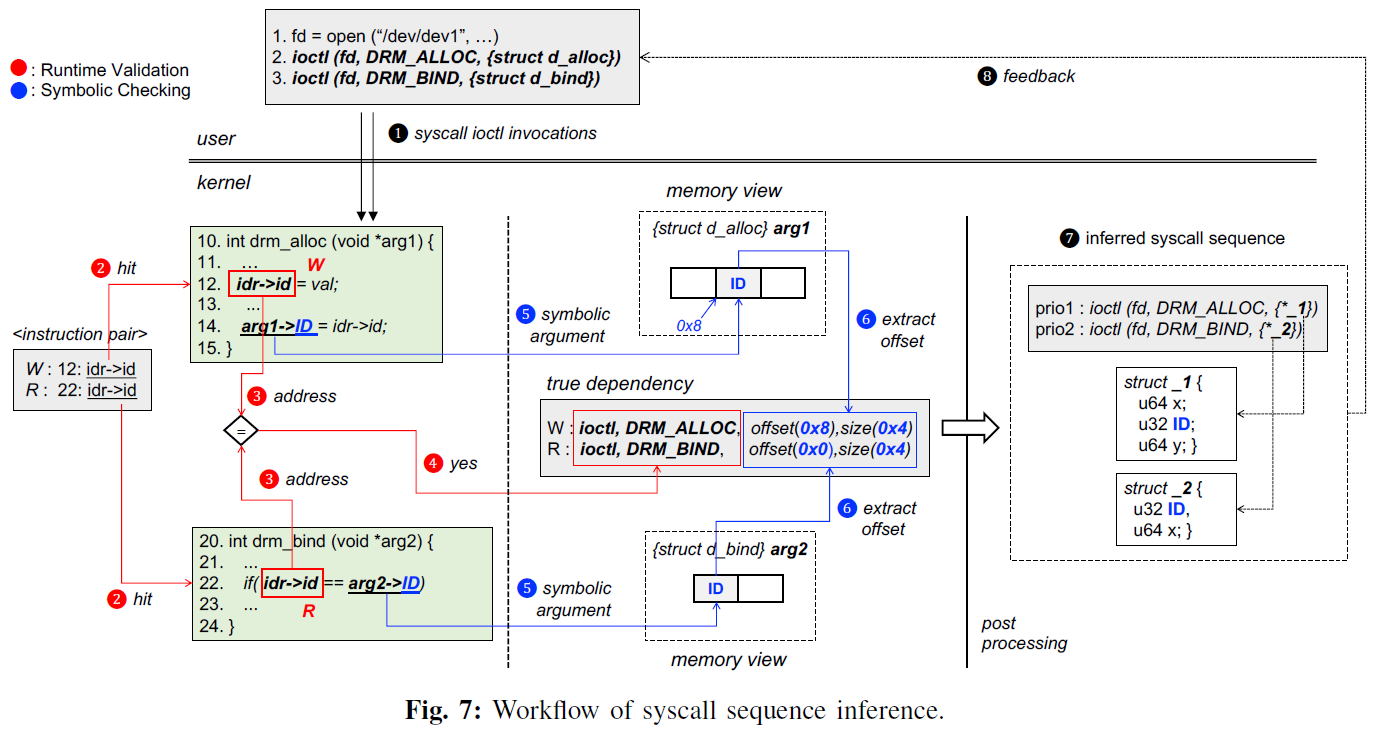 1. fd = open (“/dev/dev1”, …)
2. ioctl (fd, DRM_ALLOC, {struct d_alloc})
3. ioctl (fd, DRM_BIND, {struct d_bind})
: Runtime Validation
: Symbolic Checking
8 feedback
1 syscall ioctl invocations
user
kernel
10. int drm_alloc (void *arg1) {
11. ...
W
12. idr->id = val;
13. ...
14. arg1->ID = idr->id;
15. }
2 hit
<instruction pair>
W : 12: idr->id
R : 22: idr->id
2 hit
3 address
=
3 address
4 yes
20. int drm_bind (void *arg2) {
21. ...
22. if( idr->id == arg2->ID)
23. ...
R
24. }
memory view
{struct d_alloc} arg1
ID
0x8
5 symbolic
argument
6 extract
offset
true dependency
W : ioctl, DRM_ALLOC, offset(0x8),size(0x4)
R : ioctl, DRM_BIND, offset(0x0),size(0x4)
6 extract
offset
{struct d_bind} arg2
ID
5 symbolic
argument
memory view
7 inferred syscall sequence
prio1 : ioctl (fd, DRM_ALLOC, {*_1})
prio2 : ioctl (fd, DRM_BIND, {*_2})
struct _1 {
u64 x;
u32 ID;
u64 y; }
struct _2 {
u32 ID,
u64 x; }
post
processing
Fig. 7: Workflow of syscall sequence inference.